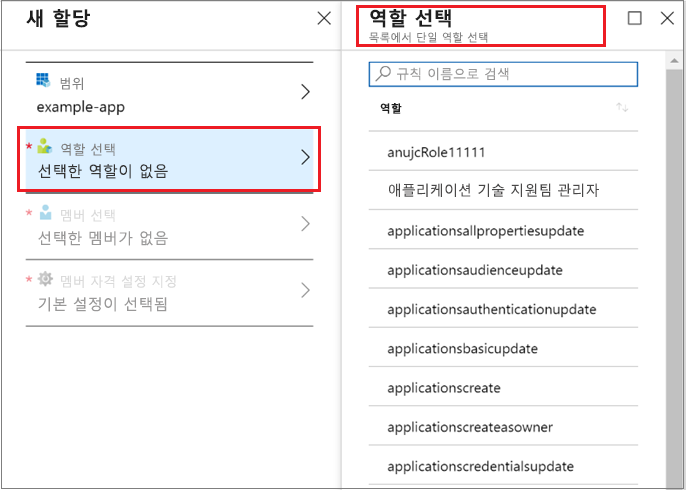 새 할당
범위
example-app
* 역할 선택
선택한 역할이 없음
* 멤버 선택
선택한 멤버가 없음
* 멤버 자격 설정 지정
기본 설정이 선택됨
역할 선택
목록에서 단일 역할 선택
규칙 이름으로 검색
역할
anujcRole11111
애플리케이션 기술 지원팀 관리자
applicationsallpropertiesupdate
applicationsaudienceupdate
applicationsauthenticationupdate
applicationsbasicupdate
applicationscreate
applicationscreateasowner
applicationscredentialsupdate